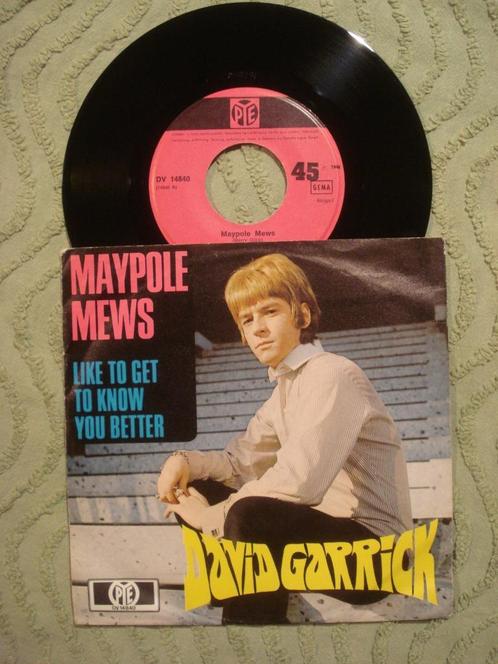 PYE
DV 14840
45
GEMA
Maypole Mews
MAYPOLE
MEWS
LIKE TO GET
TO KNOW
YOU BETTER
DAVID GARRICK
PYE
DV 14840